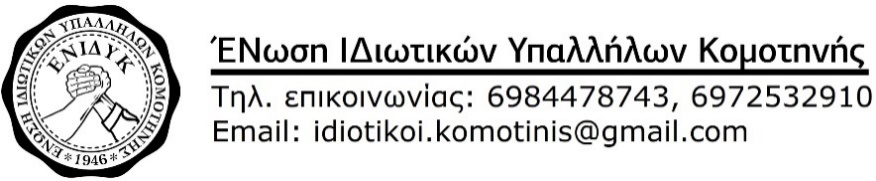 ΕΝΩΣΗ ΙΔΙΩΤΙΚΩΝ ΥΠΑΛΛΗΛΩΝ ΚΟΜΟΤΗΝΗΣ
ΕΝΙΔΥΚ
*1946*
ΈΝωση ΙΔιωτικών Υπαλλήλων Κομοτηνής
Τηλ. επικοινωνίας: 6984478743, 6972532910
Email: idiotikoi.komotinis@gmail.com